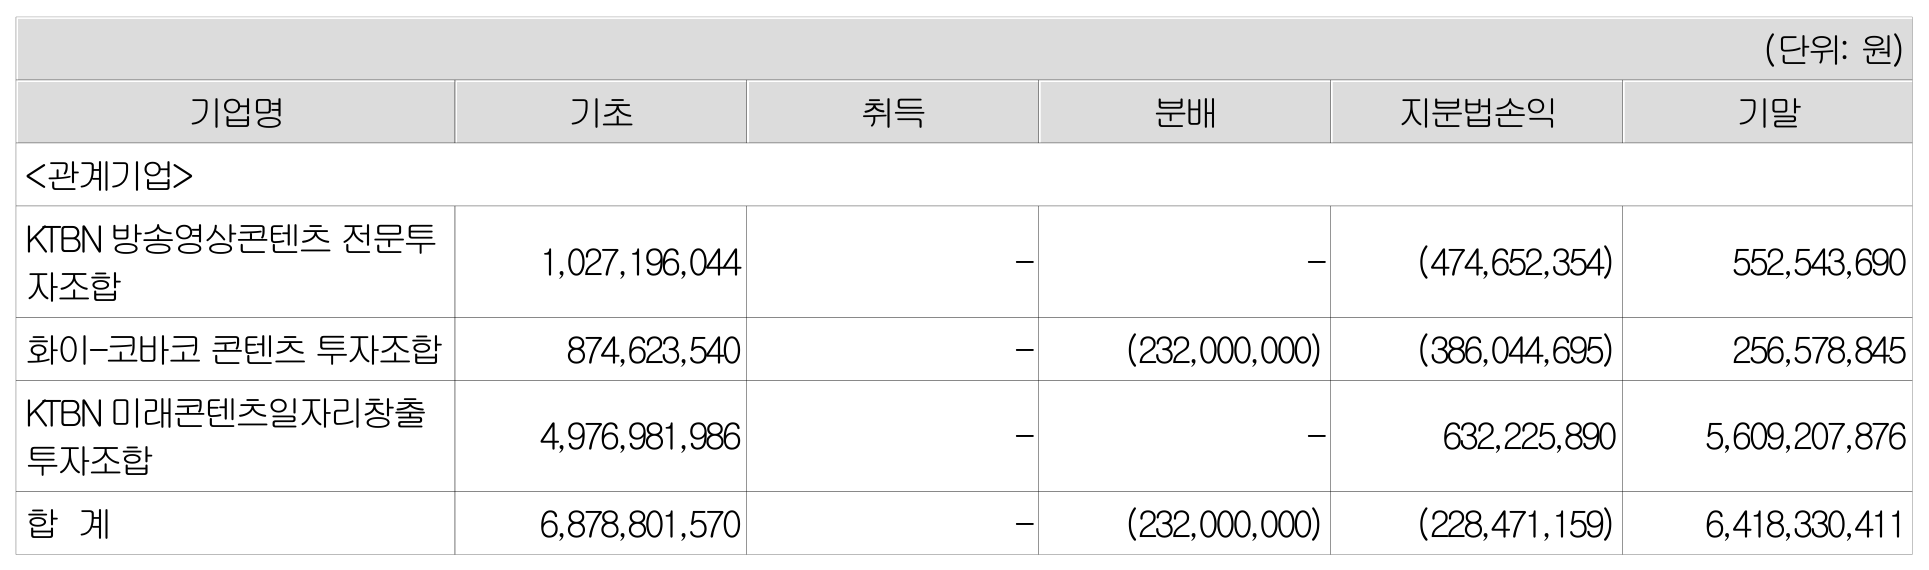 (단위: 원)
기업명 기초 취득 분배 지분법손익 기말
<관계기업>
KTBN 방송영상콘텐츠 전문투
자조합 1,027,196,044 - - (474,652,354) 552,543,690
화이-코바코 콘텐츠 투자조합 874,623,540 - (232,000,000) (386,044,695) 256,578,845
KTBN 미래콘텐츠일자리창출
투자조합 4,976,981,986 - - 632,225,890 5,609,207,876
합 계 6,878,801,570 - (232,000,000) (228,471,159) 6,418,330,411